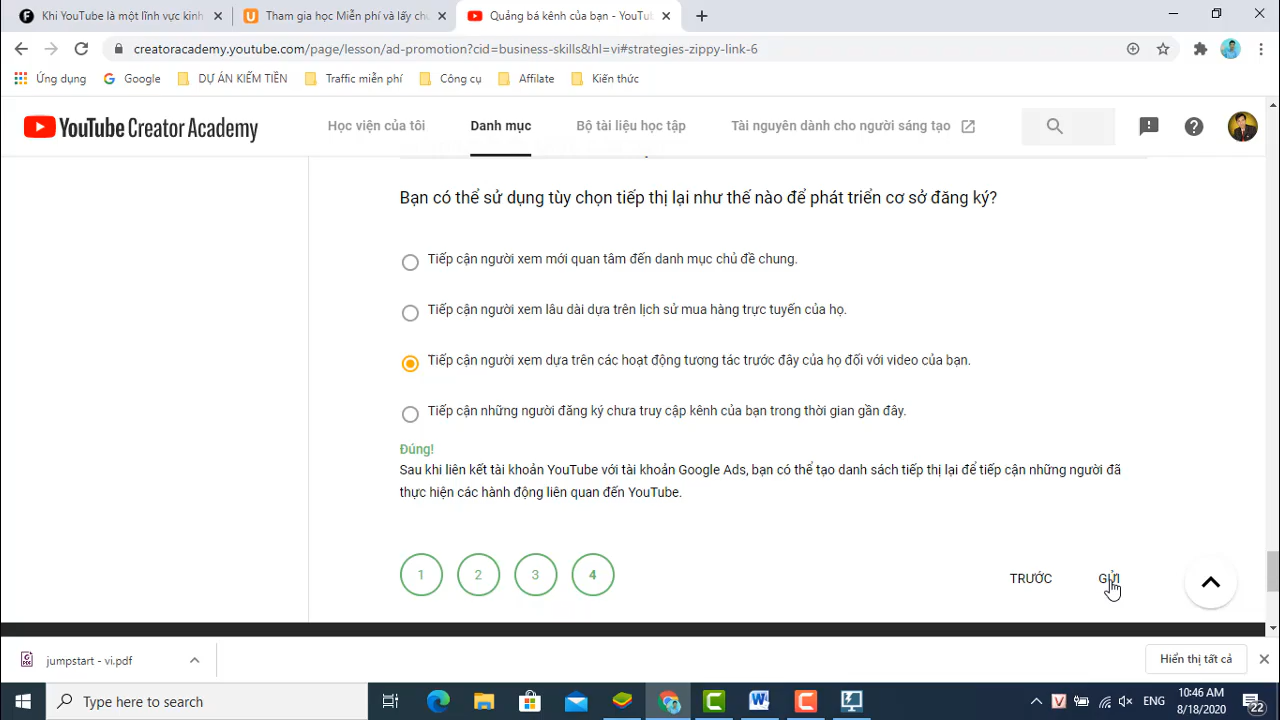 Khi YouTube là một lĩnh vực kinh
Tham gia học Miễn phí và lấy chú
Quảng bá kênh của bạn - YouTu
creatoracademy.youtube.com/page/lesson/ad-promotion?cid=business-skills&hl=vi#strategies-zippy-link-6
Ứng dụng
Google
DỰ ÁN KIẾM TIỀN
Traffic miễn phí
Công cụ
Affilate
Kiến thức
YouTube Creator Academy
Học viện của tôi
Danh mục
Bộ tài liệu học tập
Tài nguyên dành cho người sáng tạo
Bạn có thể sử dụng tùy chọn tiếp thị lại như thế nào để phát triển cơ sở đăng ký?
Tiếp cận người xem mới quan tâm đến danh mục chủ đề chung.
Tiếp cận người xem lâu dài dựa trên lịch sử mua hàng trực tuyến của họ.
Tiếp cận người xem dựa trên các hoạt động tương tác trước đây của họ đối với video của bạn.
Tiếp cận những người đăng ký chưa truy cập kênh của bạn trong thời gian gần đây.
Đúng!
Sau khi liên kết tài khoản YouTube với tài khoản Google Ads, bạn có thể tạo danh sách tiếp thị lại để tiếp cận những người đã
thực hiện các hành động liên quan đến YouTube.
1 2 3 4
TRƯỚC
GỬI
jumpstart - vi.pdf
Hiển thị tất cả
Type here to search
ENG
10:46 AM
8/18/2020
22